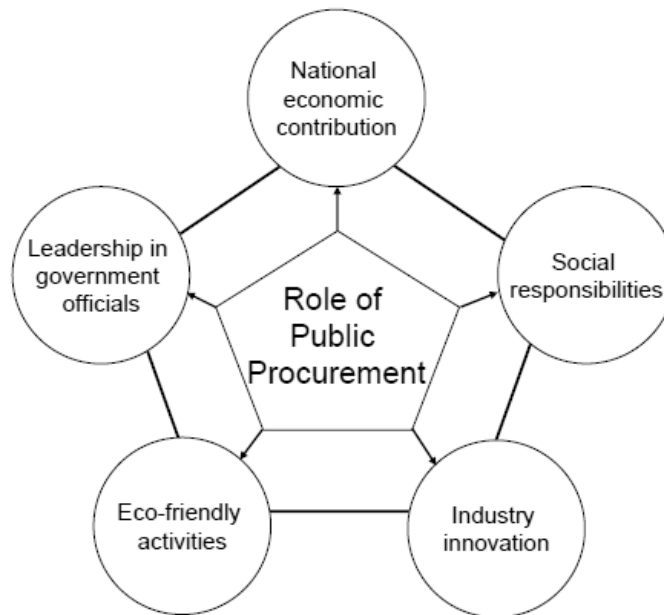 National
economic
contribution
Leadership in
government
officials
Social
responsibilities
Role of
Public
Procurement
Eco-friendly
activities
Industry
innovation